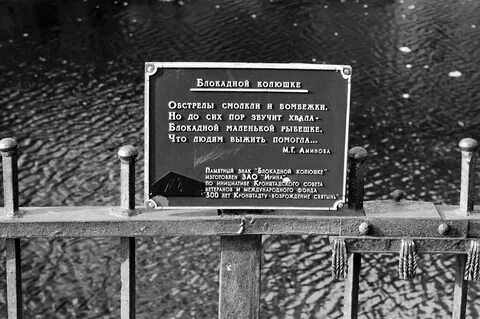 Блокадной колюшке
Обстрелы смолкли и бомбежки.
Но до сих пор звучит хвала-
Блокадной маленькой рыбешке,
Что людям выжить помогла...
М.Г. Аминова
Памятный знак "Блокадной колюшке"
изготовлен ЗАО "Ирина"
по инициативе Кронштадского совета
ветеранов и международного фонда
"300 лет Кронштадту-возрождение святынь"